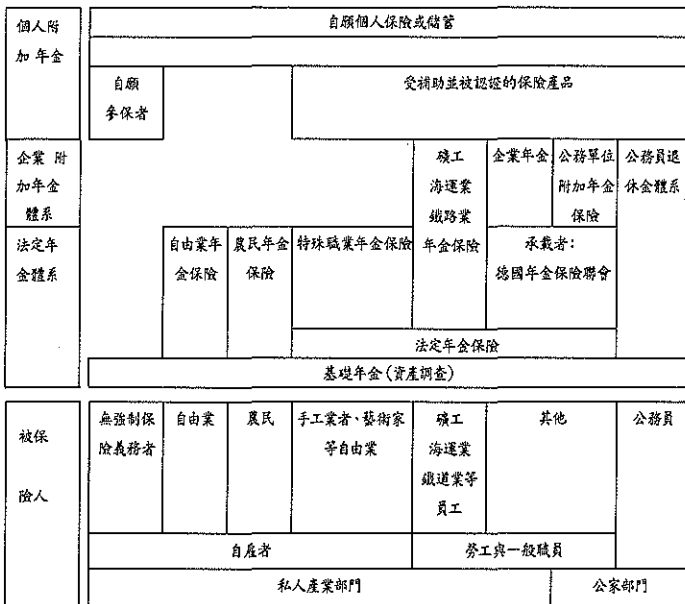 個人附
加 年金
自願個人保險或儲蓄
自願
參保者
受補助並被認證的保險產品
企業 附
加年金
體系
礦工
海運業
鐵路業
年金保險
企業年金
公務單位
附加年金
保險
公務員退
休金體系
法定年
金體系
自由業年
金保險
農民年金
保險
特殊職業年金保險
承載者：
德國年金保險聯會
法定年金保險
基礎年金(資產調查)
被保
險人
無強制保
險義務者
自由業
農民
手工業者、藝術家
等自由業
礦工
海運業
鐵道業等
員工
其他
公務員
自雇者
勞工與一般職員
私人產業部門
公家部門